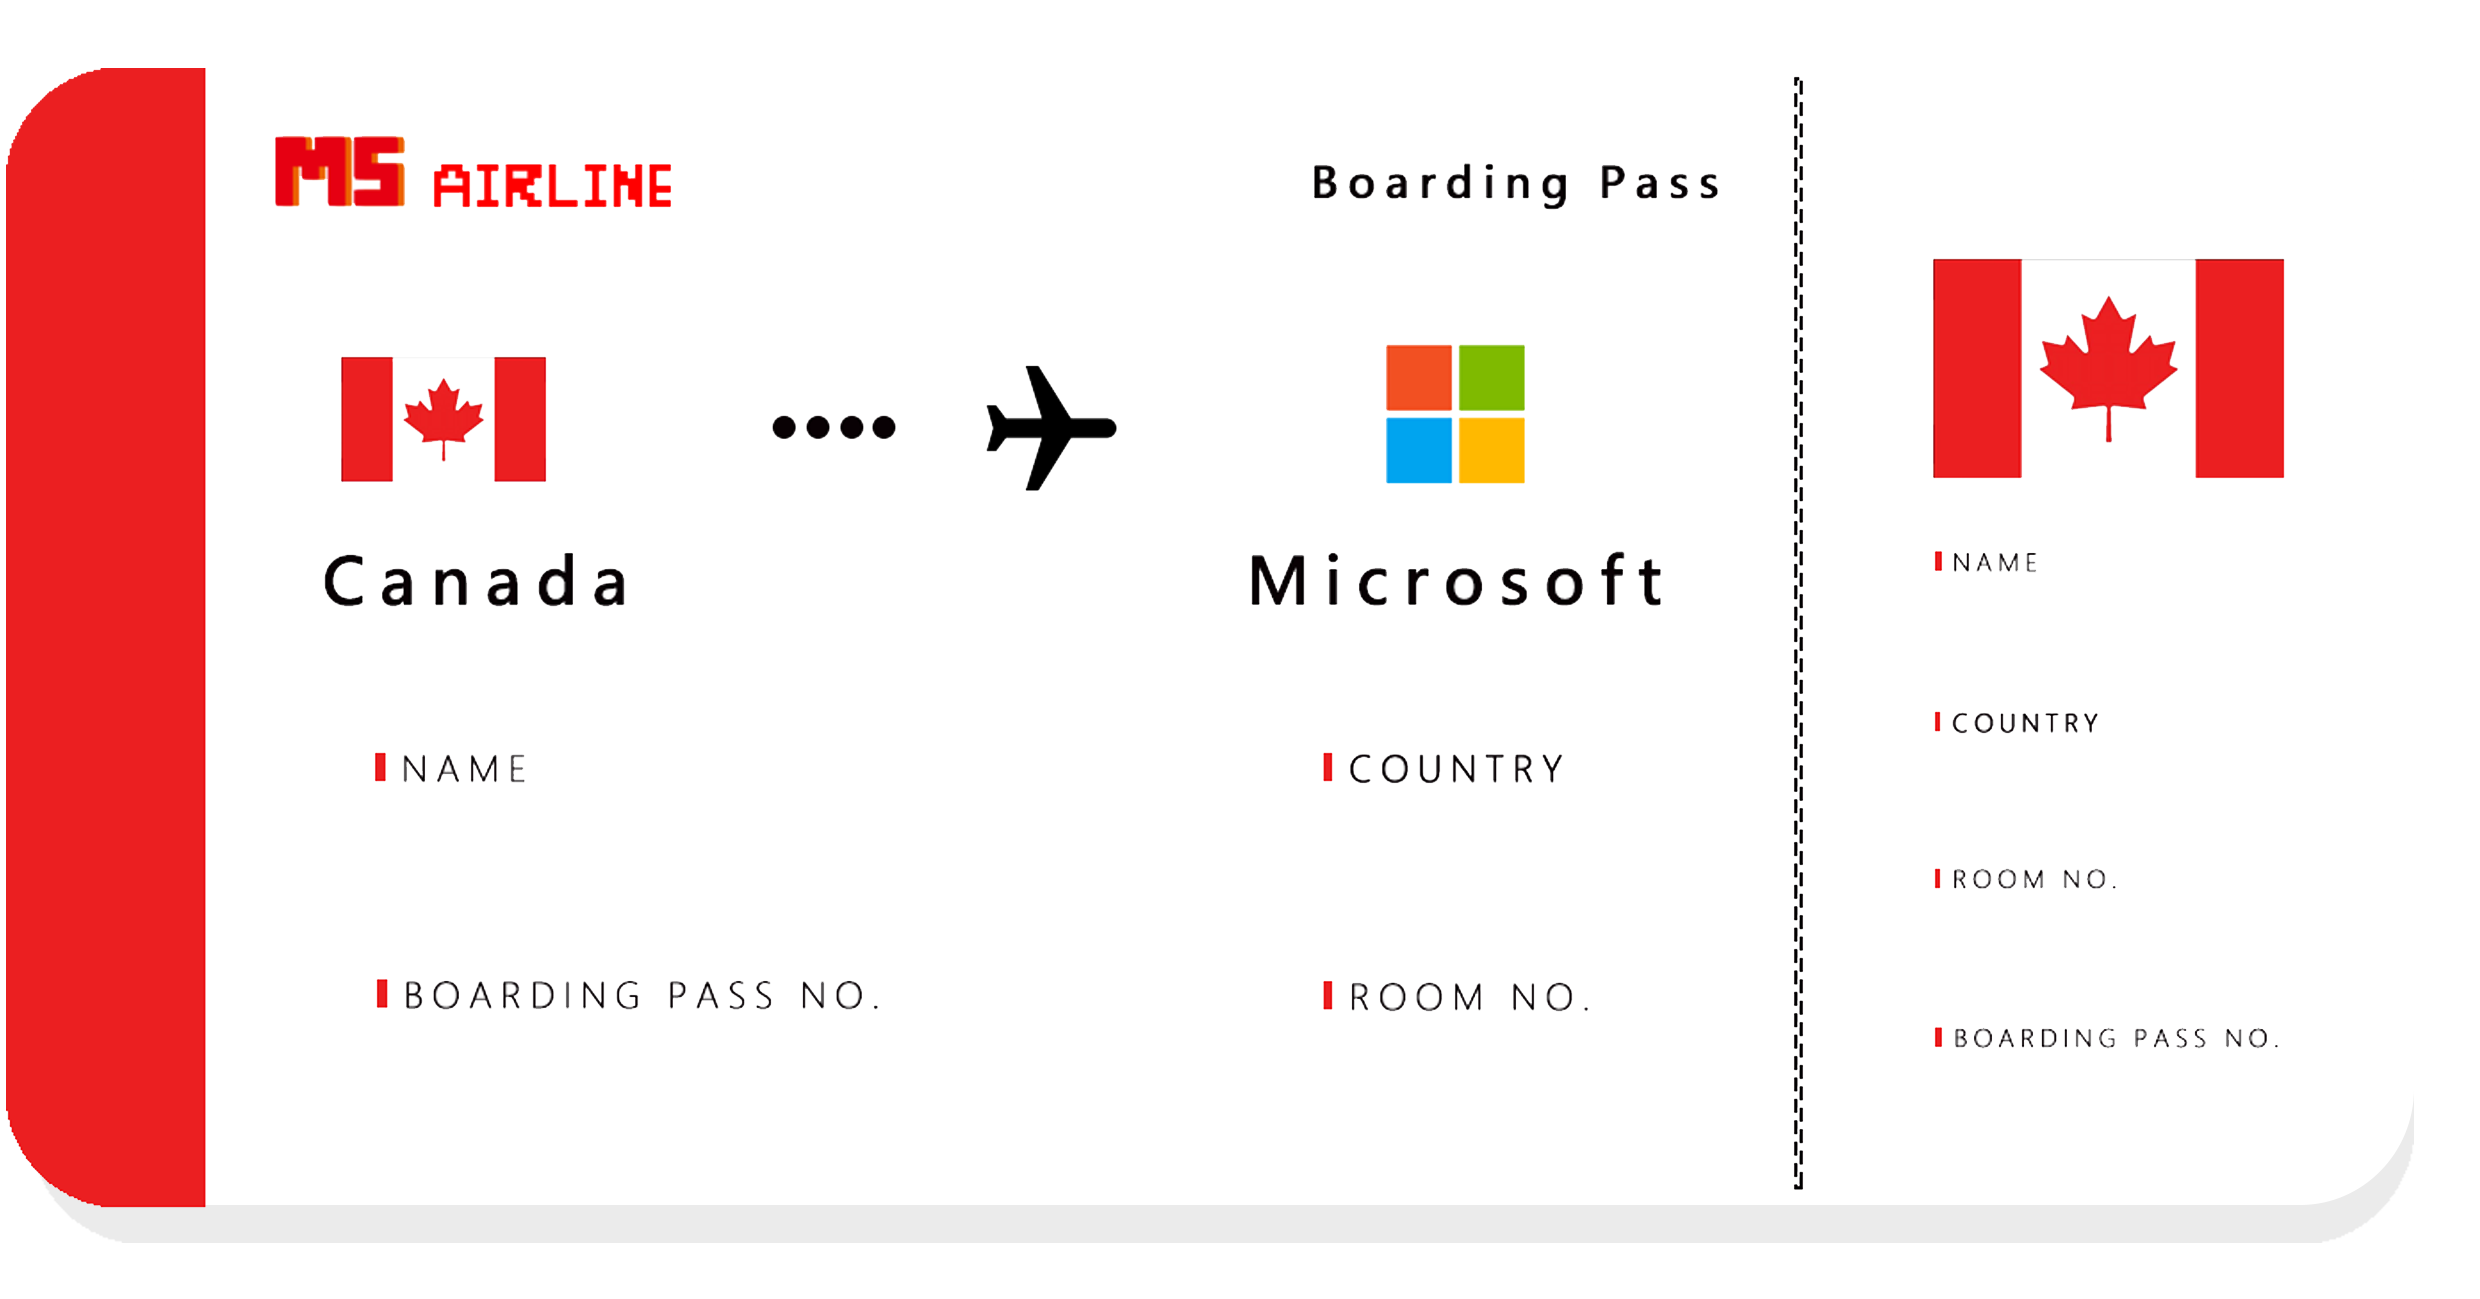 MS AIRLINE
Boarding Pass
Canada
Microsoft
NAME
COUNTRY
BOARDING PASS NO.
ROOM NO.
NAME
COUNTRY
ROOM NO.
BOARDING PASS NO.